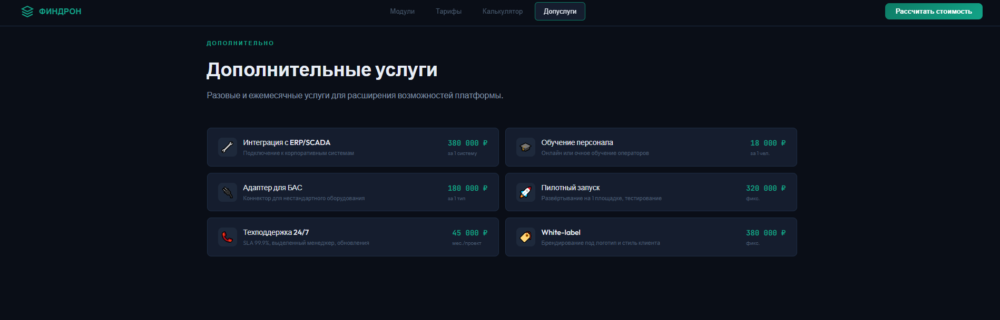 ФИНДРОН
Модули
Тарифы
Калькулятор
Допуслуги
Рассчитать стоимость
ДОПОЛНИТЕЛЬНО
Дополнительные услуги
Разовые и ежемесячные услуги для расширения возможностей платформы.
Интеграция с ERP/SCADA
Подключение к корпоративным системам
380 000 ₽
за 1 систему
Обучение персонала
Онлайн или очное обучение операторов
18 000 ₽
за 1 чел.
Адаптер для БАС
Коннектор для нестандартного оборудования
180 000 ₽
за 1 тип
Пилотный запуск
Развёртывание на 1 площадке, тестирование
320 000 ₽
фикс.
Техподдержка 24/7
SLA 99.9%, выделенный менеджер, обновления
45 000 ₽
мес./проект
White-label
Брендирование под логотип и стиль клиента
380 000 ₽
фикс.